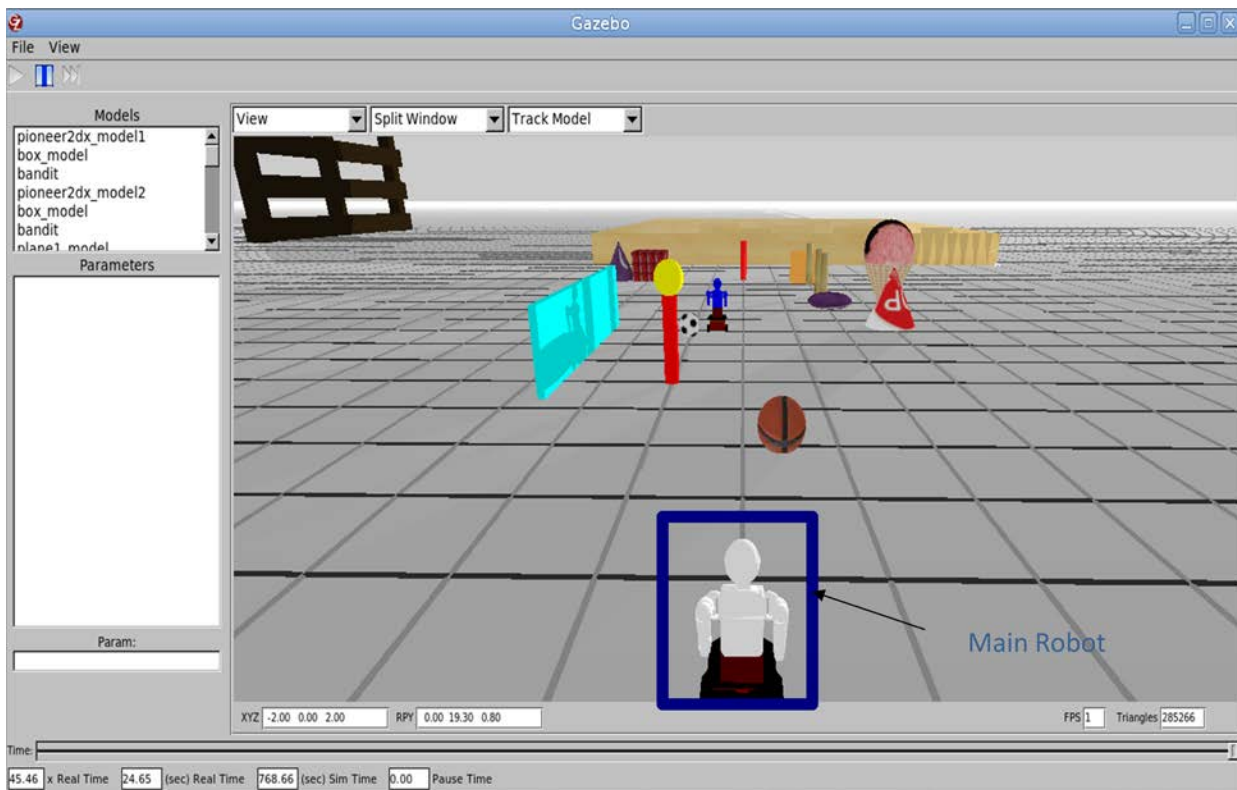 Gazebo
File View
Models
pioneer2dx_model1
box_model
bandit
pioneer2dx_model2
box_model
bandit
plane1_model
Parameters
Param:
View
Split Window
Track Model
Main Robot
XYZ -2.00 0.00 2.00 RPY 0.00 19.30 0.80 FPS 1 Triangles 285266
Time:
45.46 x Real Time 24.65 (sec) Real Time 768.66 (sec) Sim Time 0.00 Pause Time